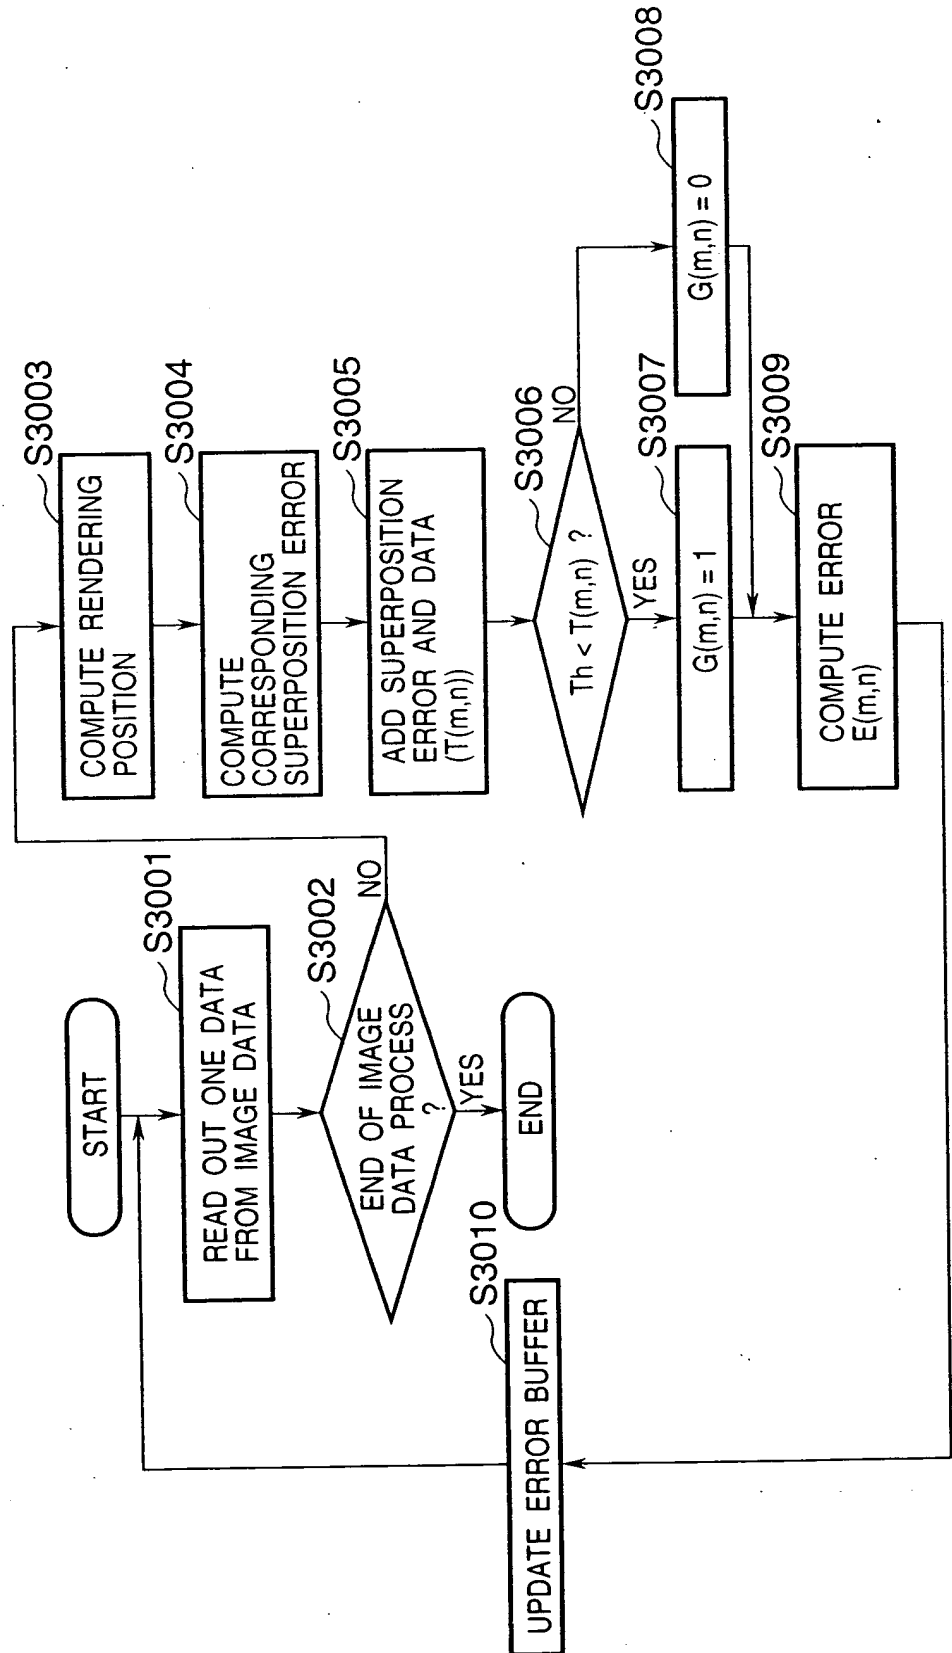 START
S3001
READ OUT ONE DATA
FROM IMAGE DATA
S3002
END OF IMAGE
DATA PROCESS
?
NO
YES
END
S3003
COMPUTE RENDERING
POSITION
S3004
COMPUTE
CORRESPONDING
SUPERPOSITION ERROR
S3005
ADD SUPERPOSITION
ERROR AND DATA
(T(m,n))
S3006
Th < T(m,n) ?
NO
YES
S3007
G(m,n) = 1
S3008
G(m,n) = 0
S3009
COMPUTE ERROR
E(m,n)
S3010
UPDATE ERROR BUFFER